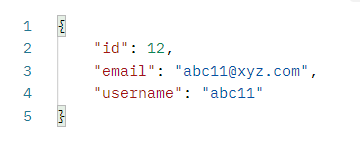 1 {
2 "id": 12,
3 "email": "abc11@xyz.com",
4 "username": "abc11"
5 }